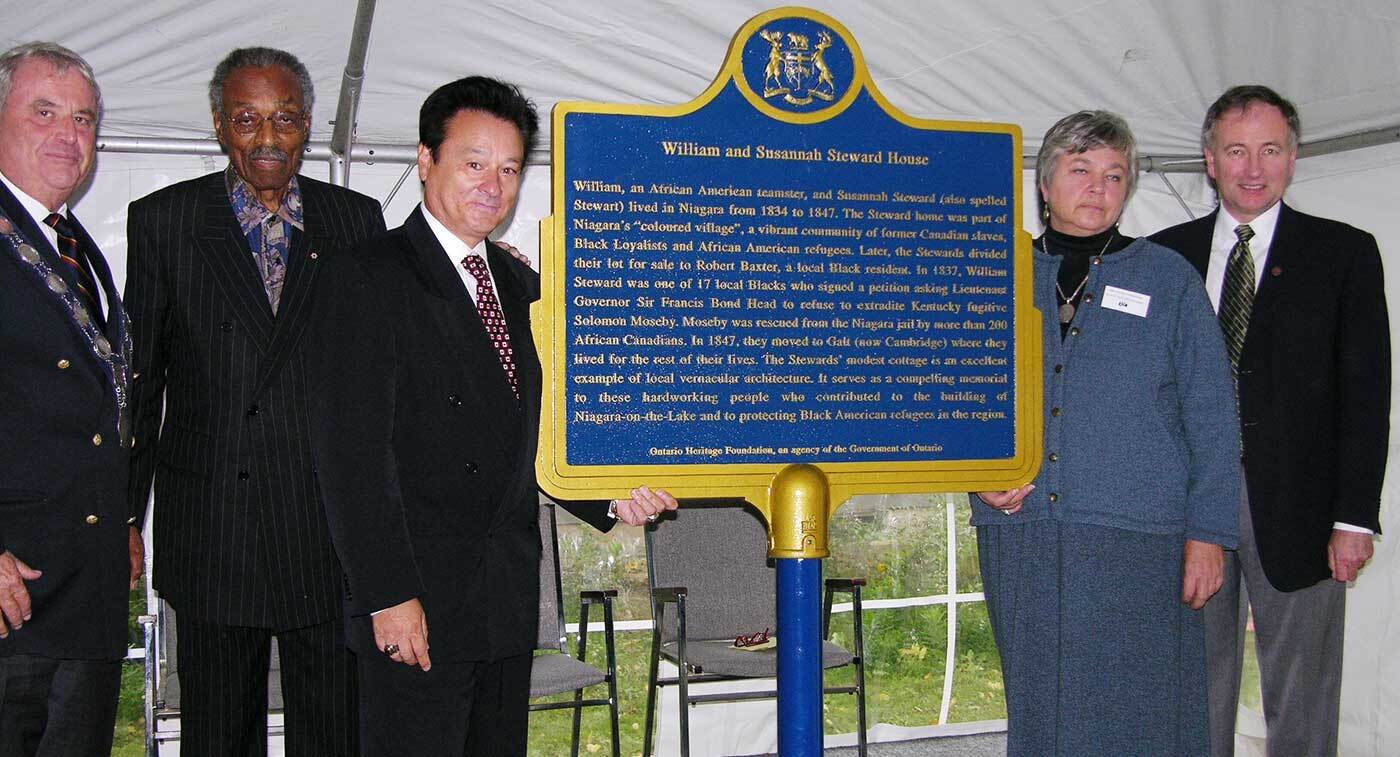 William and Susannah Steward House
William, an African American teamster, and Susannah Steward (also spelled
Stewart) lived in Niagara from 1834 to 1847. The Steward home was part of
Niagara's "coloured village", a vibrant community of former Canadian slaves,
Black Loyalists and African American refugees. Later, the Stewards divided
their lot for sale to Robert Baxter, a local Black resident. In 1837, William
Steward was one of 17 local Blacks who signed a petition asking Lieutenant
Governor Sir Francis Bond Head to refuse to extradite Kentucky fugitive
Solomon Moseby. Moseby was rescued from the Niagara jail by more than 200
African Canadians. In 1847, they moved to Galt (now Cambridge) where they
lived for the rest of their lives. The Stewards' modest cottage is an excellent
example of local vernacular architecture. It serves as a compelling memorial
to these hardworking people who contributed to the building of
Niagara-on-the-Lake and to protecting Black American refugees in the region.
Ontario Heritage Foundation, an agency of the Government of Ontario